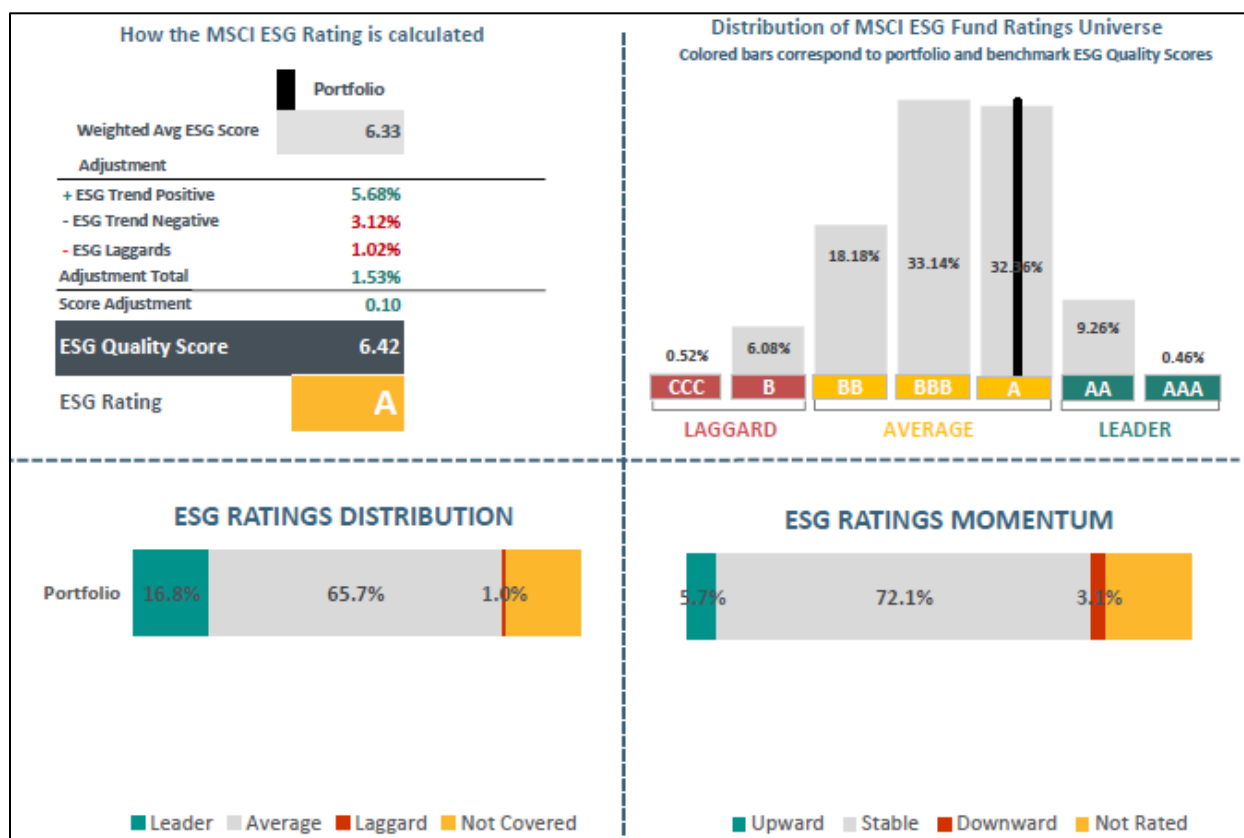 How the MSCI ESG Rating is calculated
Portfolio
Weighted Avg ESG Score 6.33
Adjustment
+ ESG Trend Positive 5.68%
- ESG Trend Negative 3.12%
- ESG Laggards 1.02%
Adjustment Total 1.53%
Score Adjustment 0.10
ESG Quality Score 6.42
ESG Rating A
Distribution of MSCI ESG Fund Ratings Universe
Colored bars correspond to portfolio and benchmark ESG Quality Scores
0.52% 6.08% 18.18% 33.14% 32.36% 9.26% 0.46%
CCC B BB BBB A AA AAA
LAGGARD AVERAGE LEADER
ESG RATINGS DISTRIBUTION
Portfolio 16.8% 65.7% 1.0%
Leader Average Laggard Not Covered
ESG RATINGS MOMENTUM
5.7% 72.1% 3.1%
Upward Stable Downward Not Rated